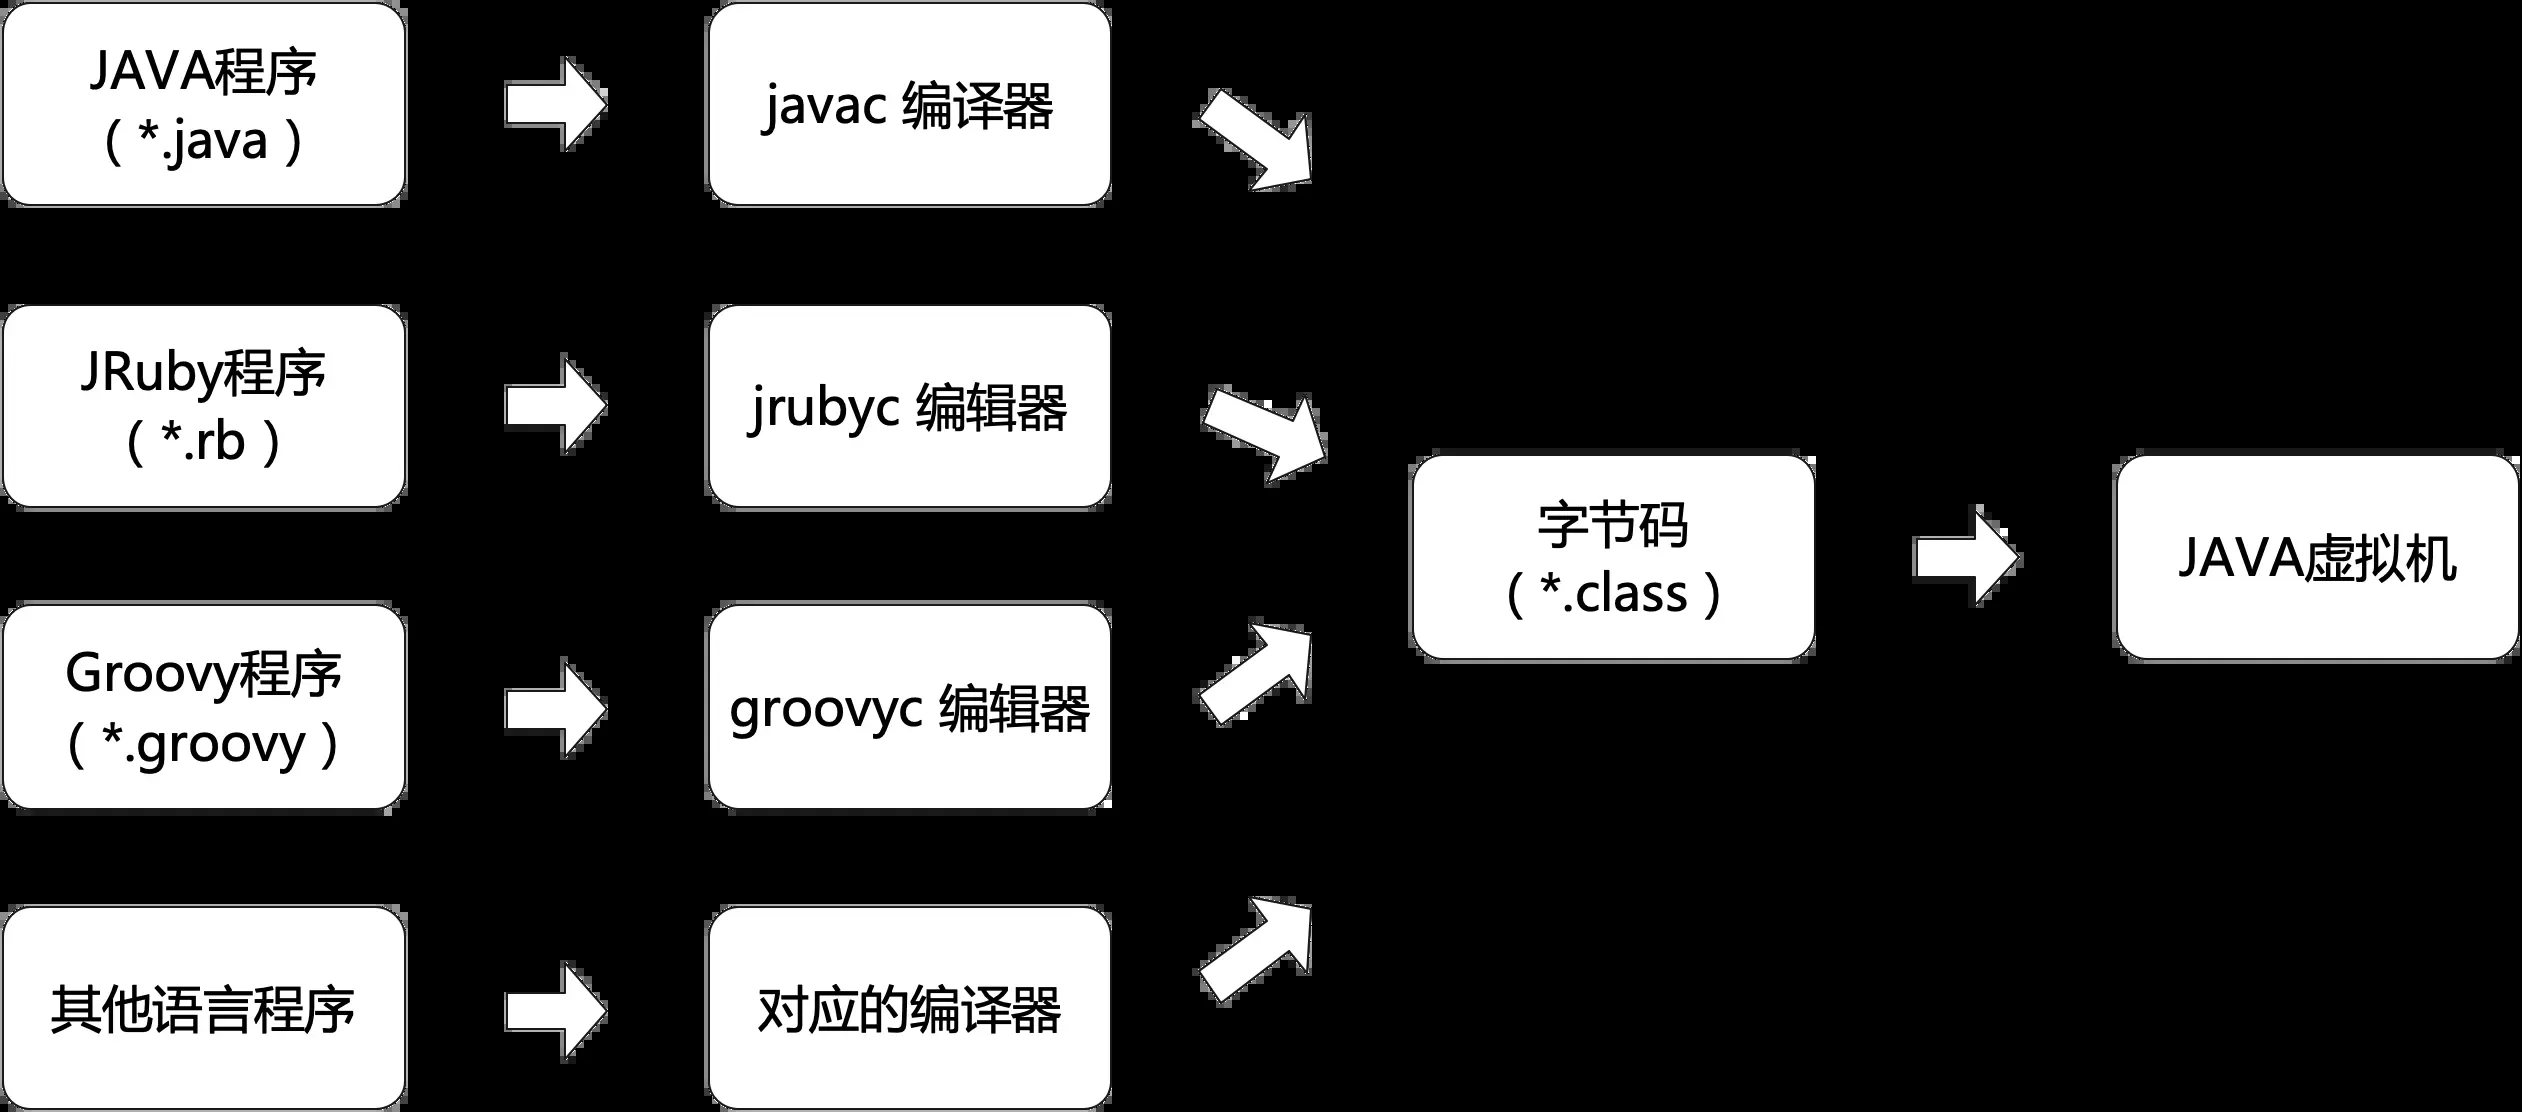 JAVA程序
（*.java）
javac 编译器
JRuby程序
（*.rb）
jrubyc 编辑器
Groovy程序
（*.groovy）
groovyc 编辑器
其他语言程序
对应的编译器
字节码
（*.class）
JAVA虚拟机